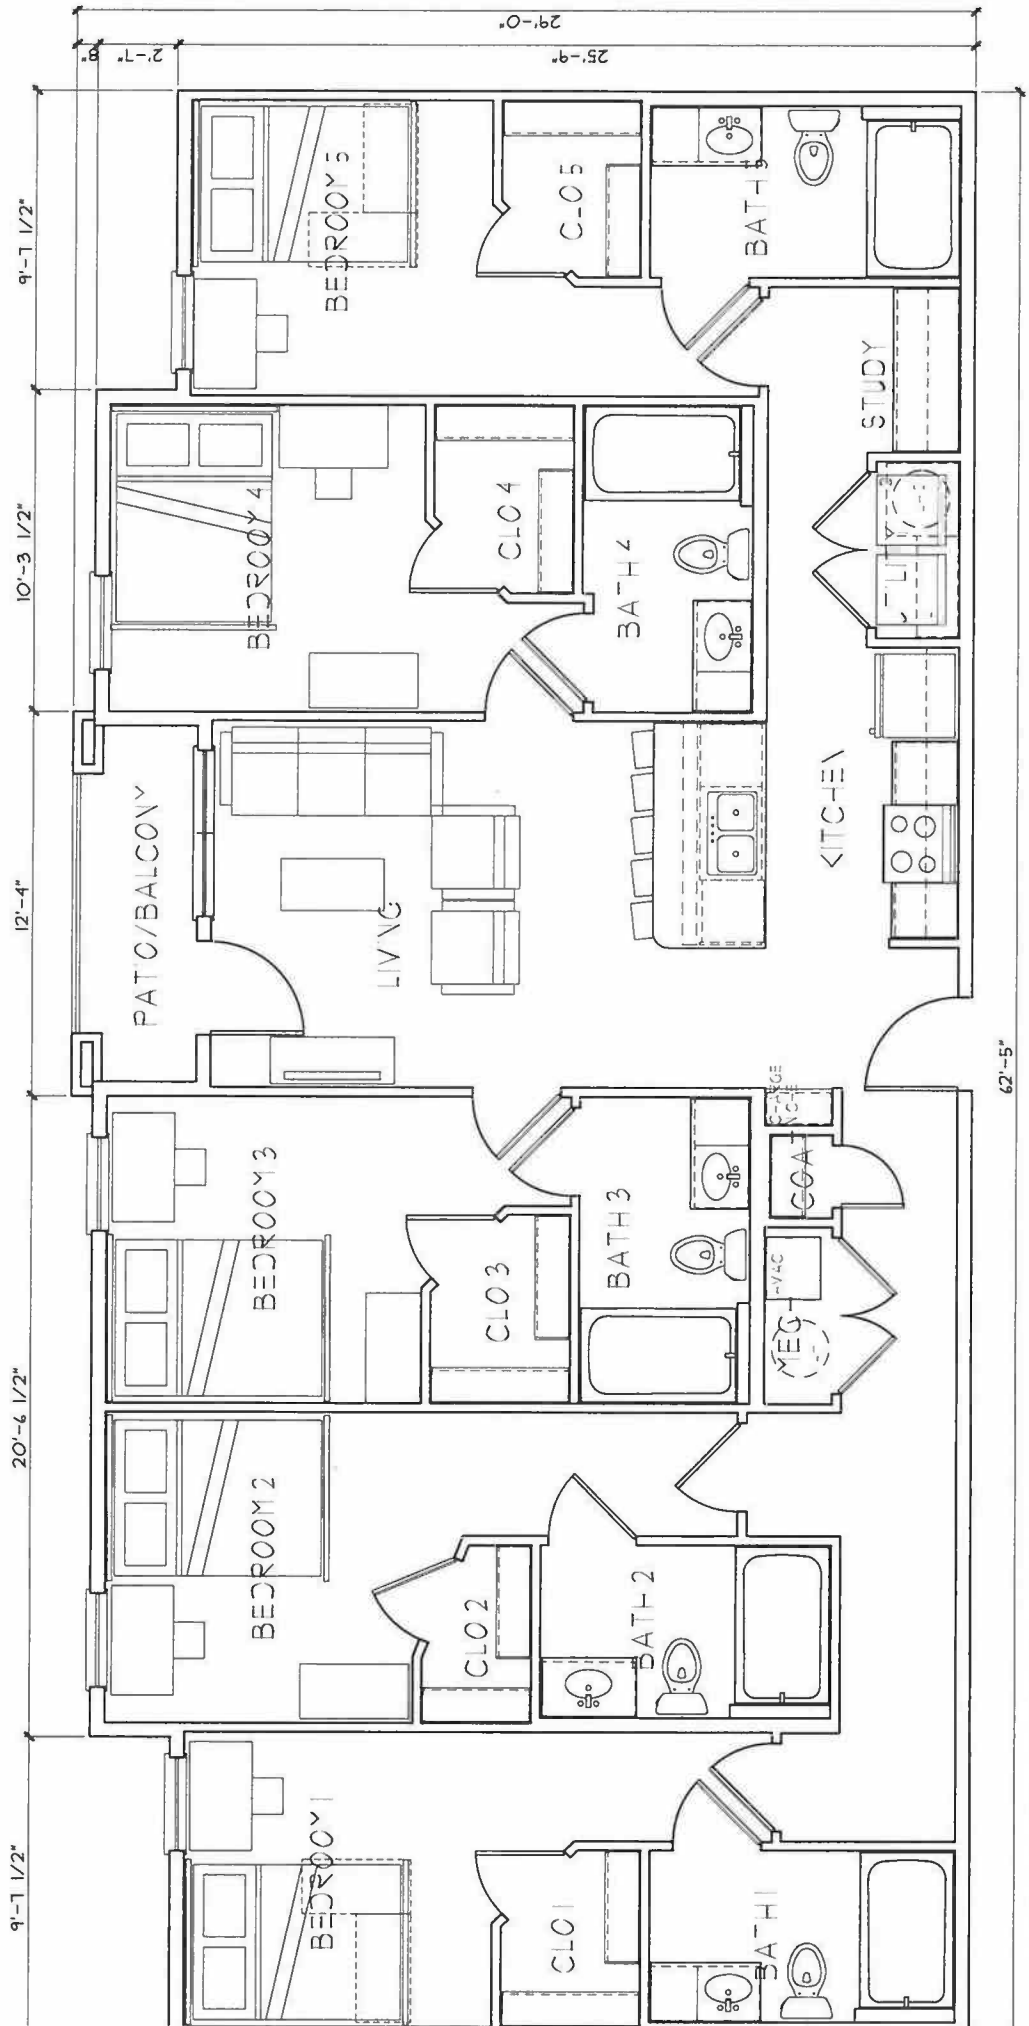 29'-0"
8"
2'-7"
25'-9"
9'-7 1/2"
10'-3 1/2"
12'-4"
20'-6 1/2"
9'-7 1/2"
62'-5"
BEDROOM 5
CLO 5
BATH 5
STUDY
BEDROOM 4
CLO 4
BATH 4
UTILITY
PATIO/BALCONY
LIVING
KITCHEN
BEDROOM 3
CLO 3
BATH 3
COAT
MECH
HVAC
BEDROOM 2
CLO 2
BATH 2
BEDROOM 1
CLO 1
BATH 1